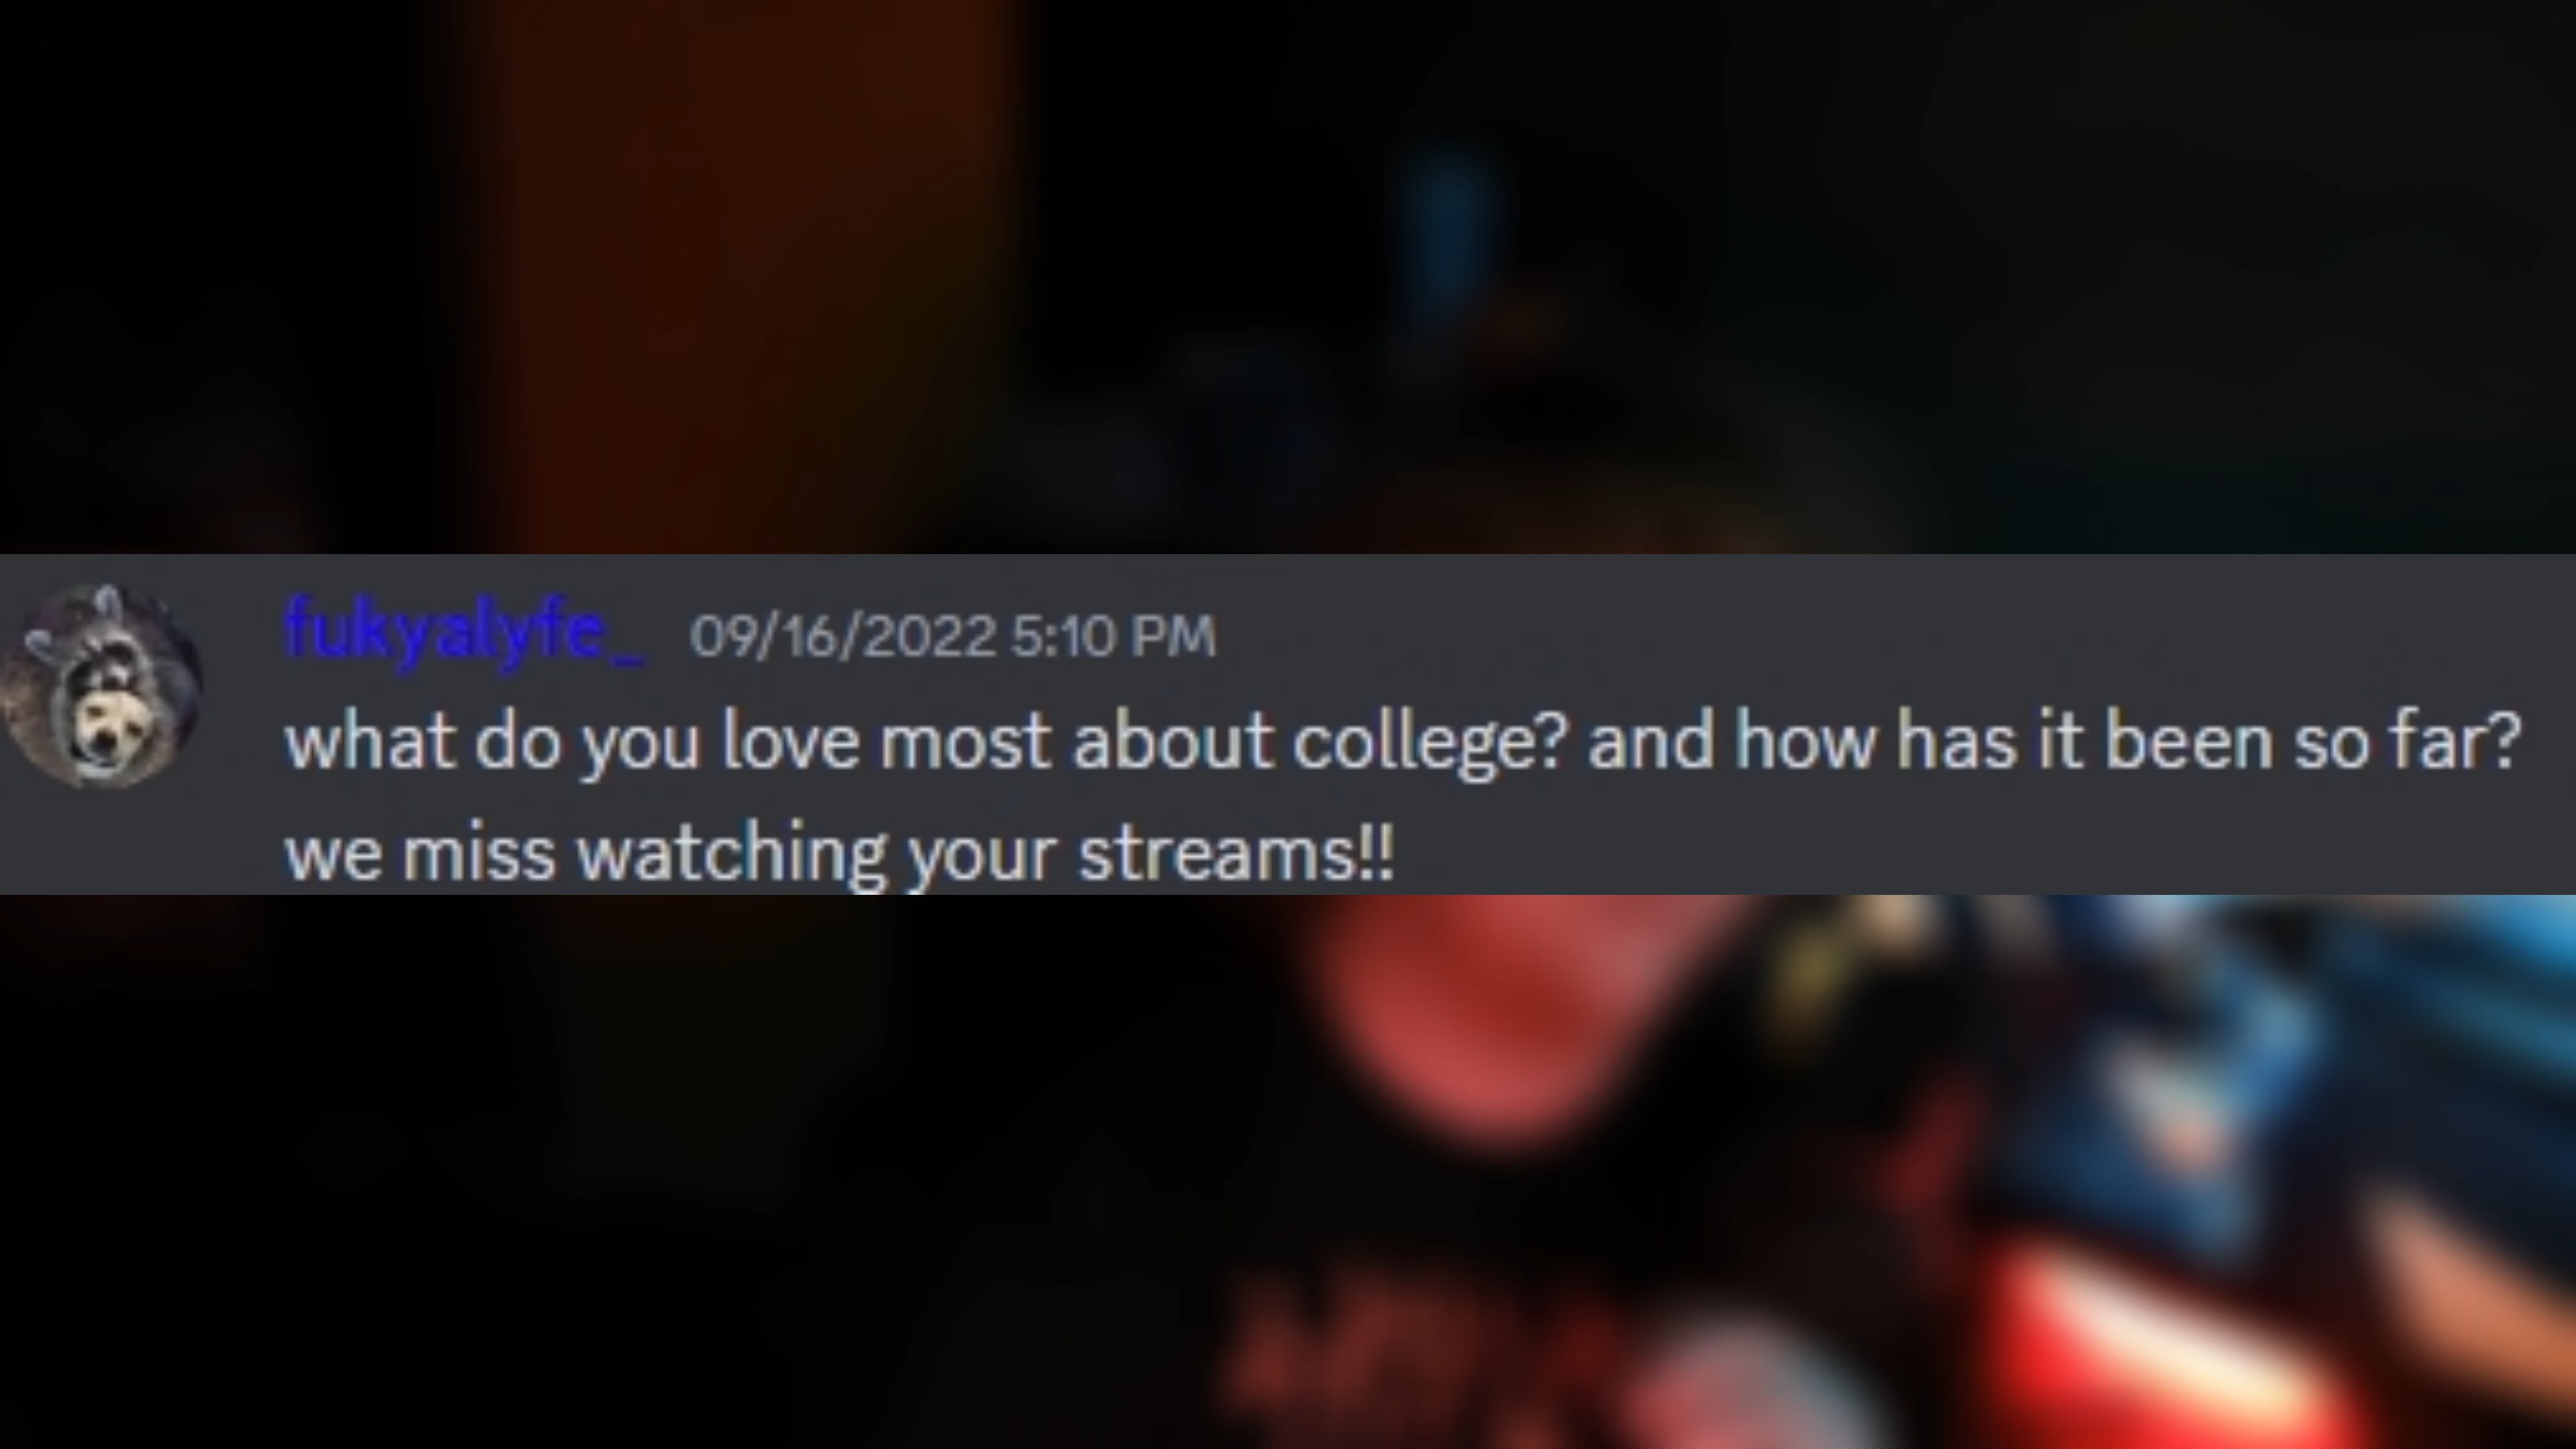 fukyalyfe_ 09/16/2022 5:10 PM
what do you love most about college? and how has it been so far?
we miss watching your streams!!